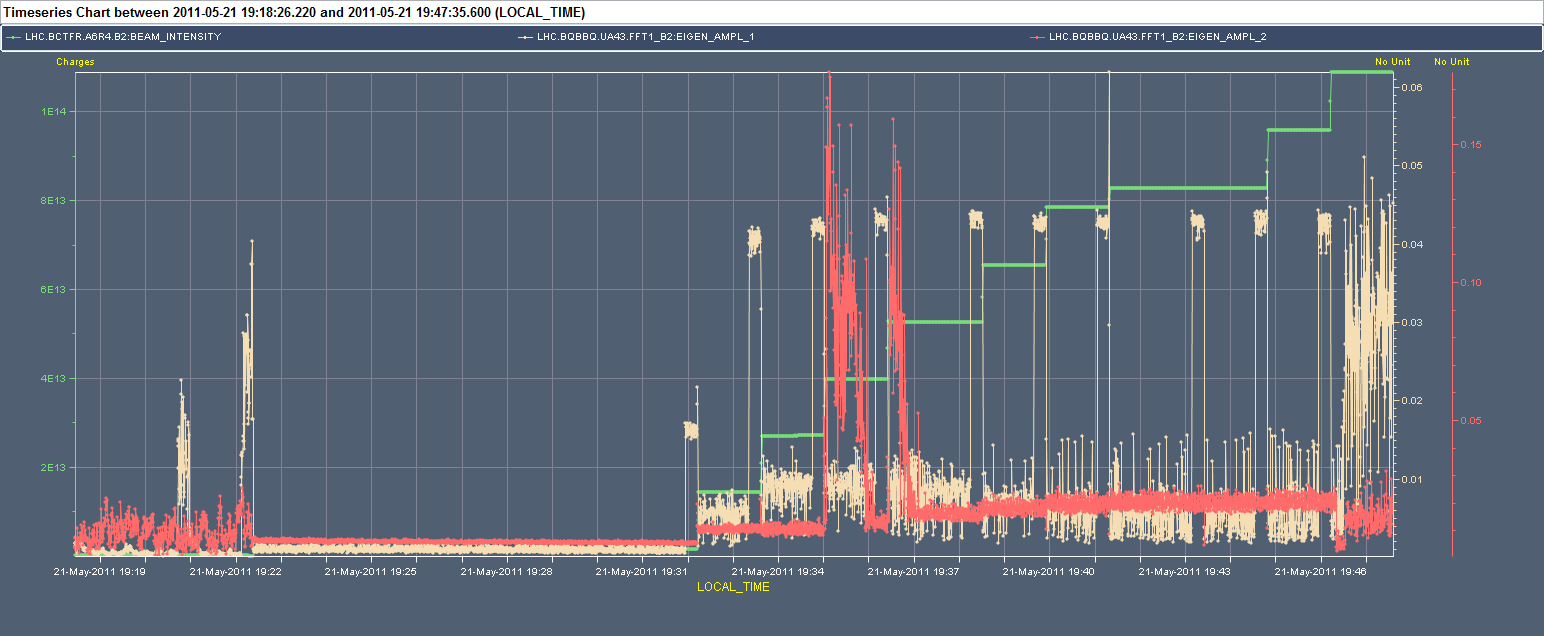 Timeseries Chart between 2011-05-21 19:18:26.220 and 2011-05-21 19:47:35.600 (LOCAL_TIME)
LHC.BCTFR.A6R4.B2:BEAM_INTENSITY LHC.BQBBQ.UA43.FFT1_B2:EIGEN_AMPL_1 LHC.BQBBQ.UA43.FFT1_B2:EIGEN_AMPL_2
Charges No Unit No Unit
1E14 0.06
0.15
0.05
8E13
0.04
6E13 0.10
0.03
4E13
0.02
0.05
2E13
0.01
21-May-2011 19:19 21-May-2011 19:22 21-May-2011 19:25 21-May-2011 19:28 21-May-2011 19:31 21-May-2011 19:34 21-May-2011 19:37 21-May-2011 19:40 21-May-2011 19:43 21-May-2011 19:46
LOCAL_TIME